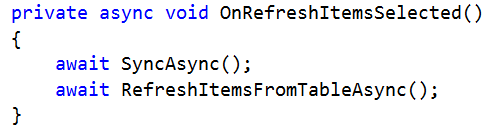 private async void OnRefreshItemsSelected()
{
    await SyncAsync();
    await RefreshItemsFromTableAsync();
}